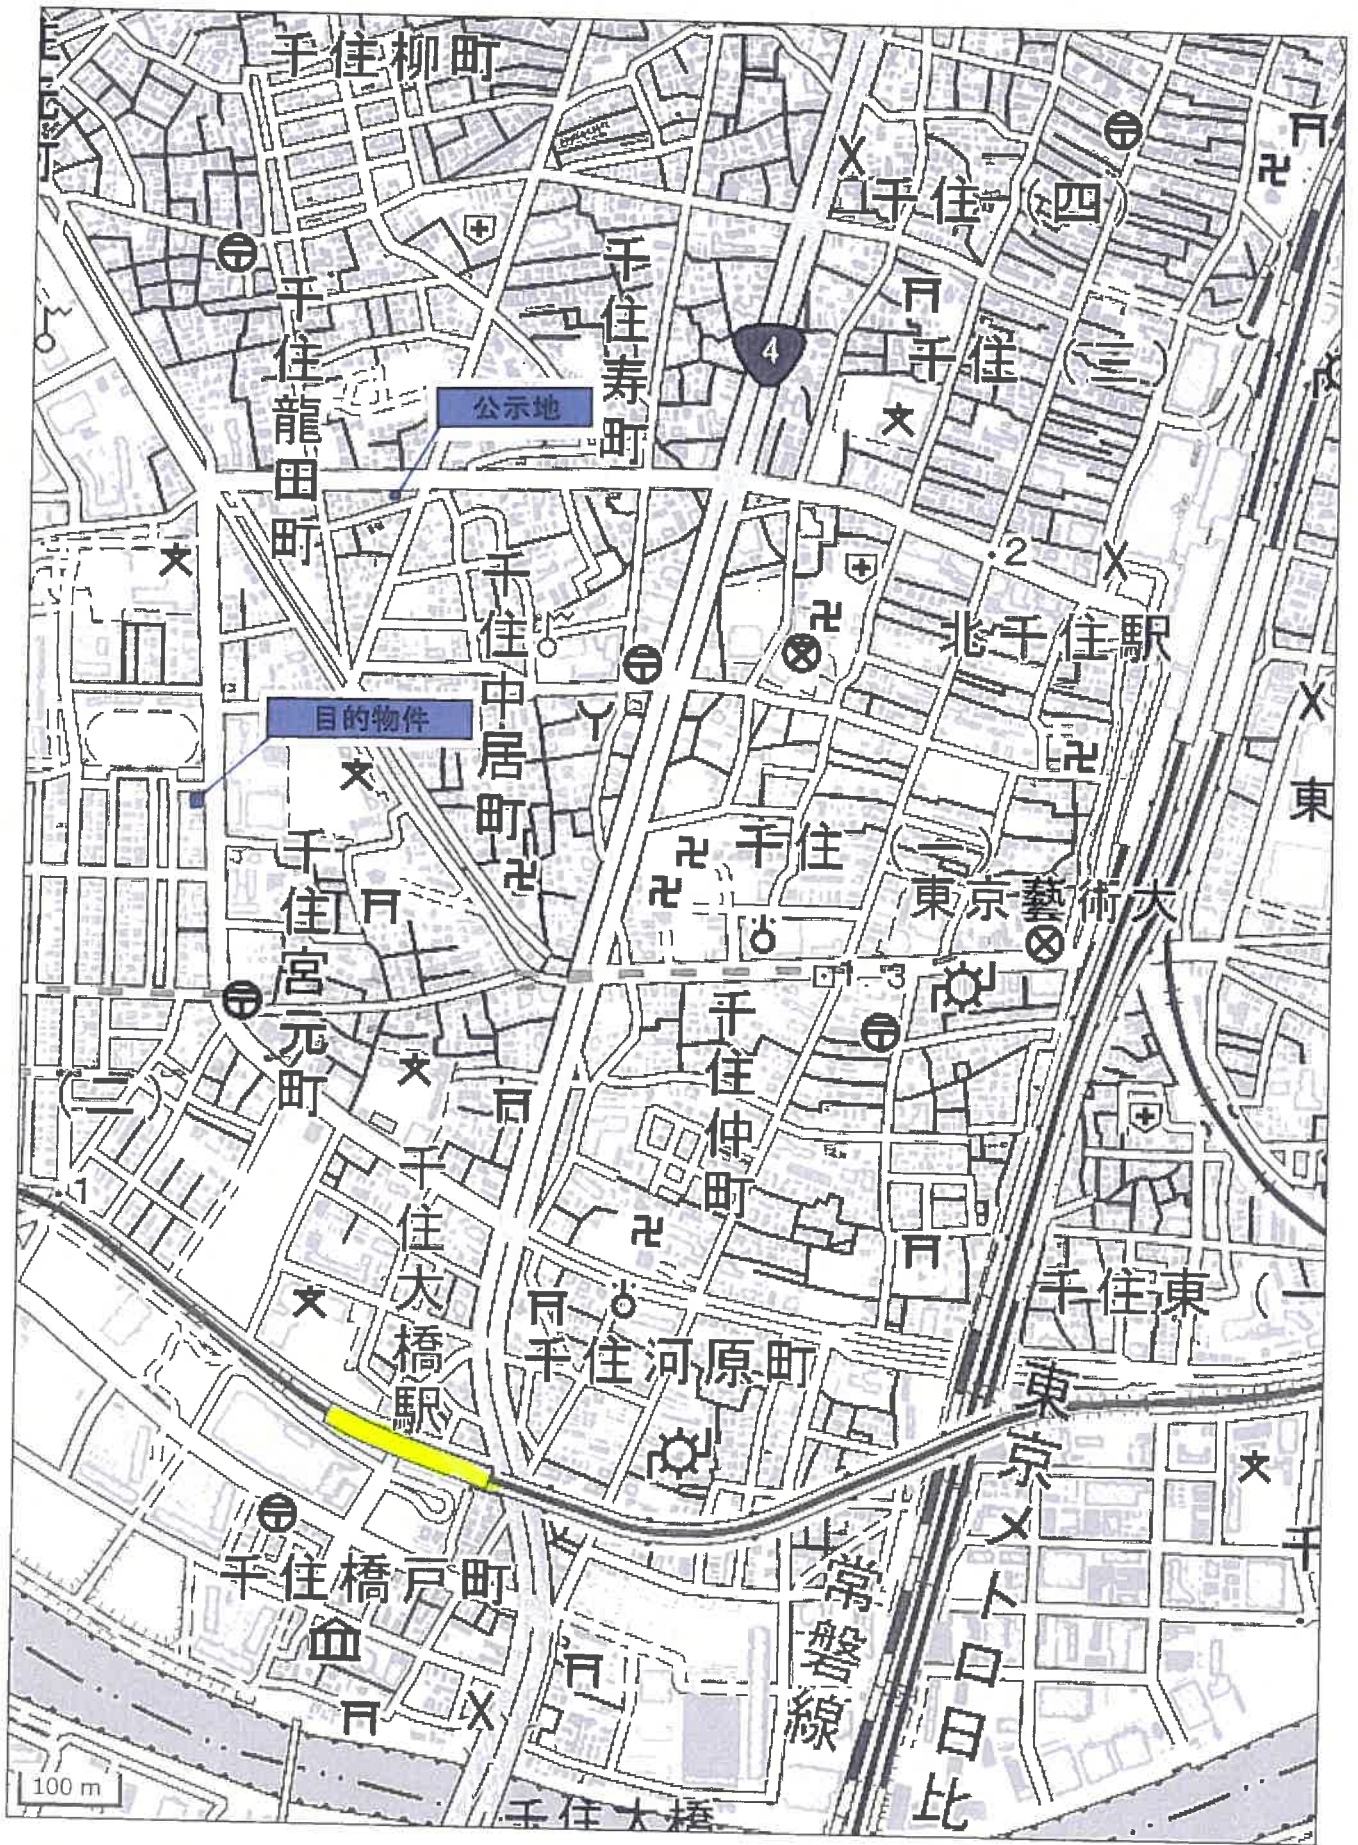 千住柳町
千住(四)
千住龍田町
千住寿町
4
千住(三)
公示地
・2
千住中居町
北千住駅
目的物件
東
千住(一)
東京藝術大
千住宮元町
1.3
千住仲町
(二)
・1
千住大橋駅
千住東(一
千住河原町
東京メトロ日比
千住橋戸町
千
常磐線
100 m
千住大橋